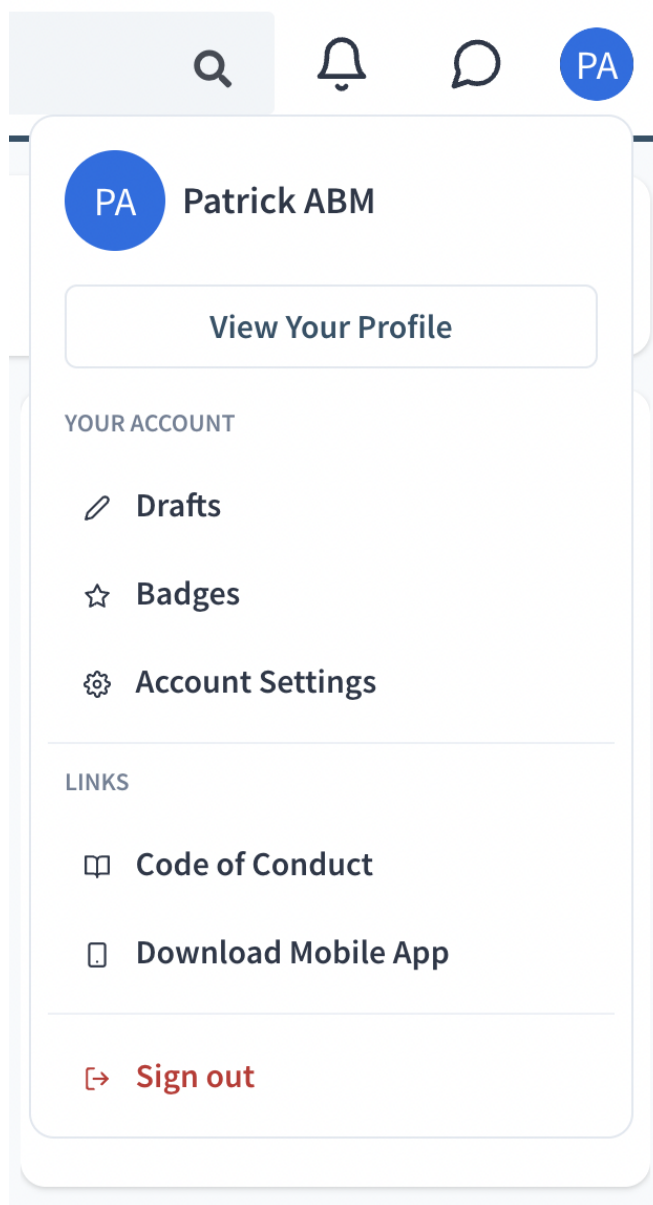 PA
PA
Patrick ABM
View Your Profile
YOUR ACCOUNT
Drafts
Badges
Account Settings
LINKS
Code of Conduct
Download Mobile App
Sign out